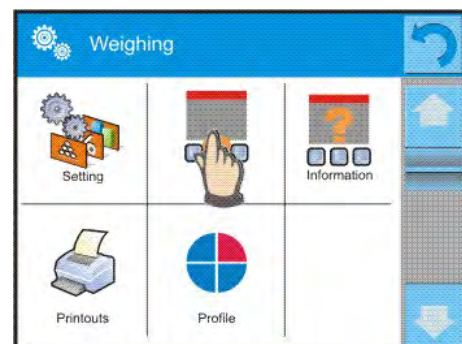 Weighing
Setting
Information
Printouts
Profile